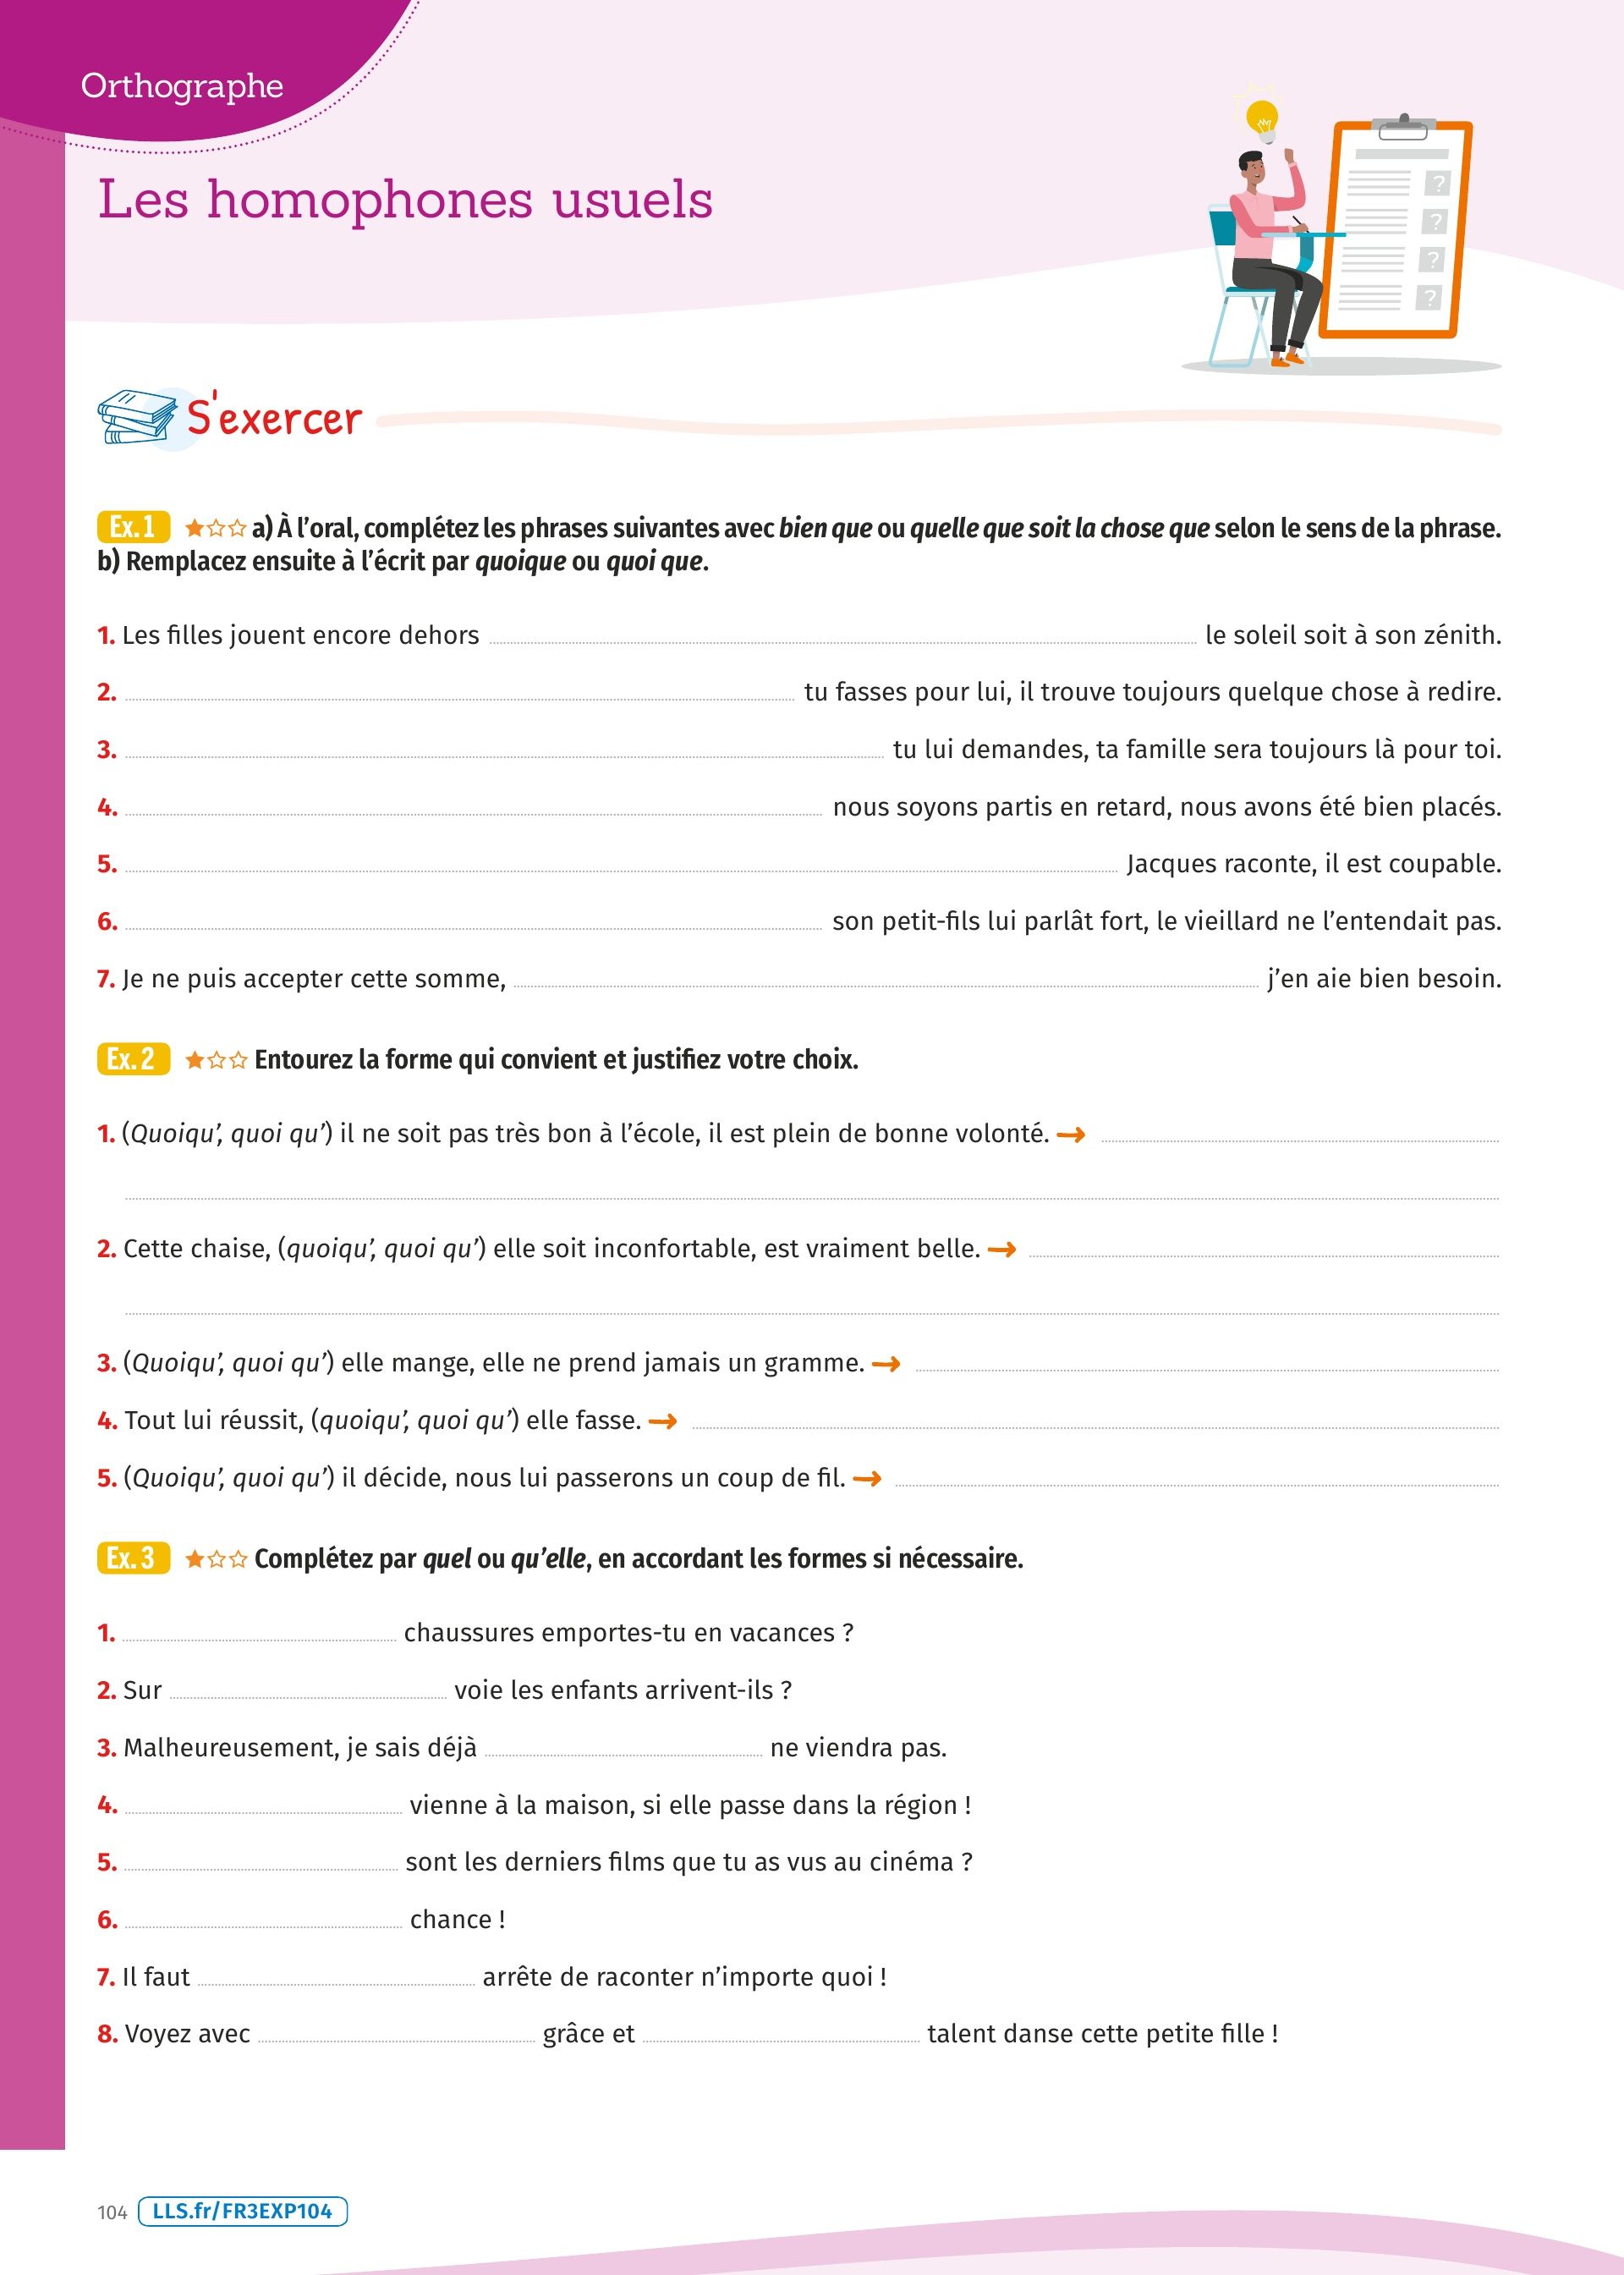 Orthographe
Les homophones usuels
?
?
?
?
S'exercer
Ex. 1 a) À l’oral, complétez les phrases suivantes avec bien que ou quelle que soit la chose que selon le sens de la phrase.
b) Remplacez ensuite à l’écrit par quoique ou quoi que.
1. Les filles jouent encore dehors le soleil soit à son zénith.
2. tu fasses pour lui, il trouve toujours quelque chose à redire.
3. tu lui demandes, ta famille sera toujours là pour toi.
4. nous soyons partis en retard, nous avons été bien placés.
5. Jacques raconte, il est coupable.
6. son petit-fils lui parlât fort, le vieillard ne l’entendait pas.
7. Je ne puis accepter cette somme, j’en aie bien besoin.
Ex. 2 Entourez la forme qui convient et justifiez votre choix.
1. (Quoiqu’, quoi qu’) il ne soit pas très bon à l’école, il est plein de bonne volonté. →
2. Cette chaise, (quoiqu’, quoi qu’) elle soit inconfortable, est vraiment belle. →
3. (Quoiqu’, quoi qu’) elle mange, elle ne prend jamais un gramme. →
4. Tout lui réussit, (quoiqu’, quoi qu’) elle fasse. →
5. (Quoiqu’, quoi qu’) il décide, nous lui passerons un coup de fil. →
Ex. 3 Complétez par quel ou qu’elle, en accordant les formes si nécessaire.
1. chaussures emportes-tu en vacances ?
2. Sur voie les enfants arrivent-ils ?
3. Malheureusement, je sais déjà ne viendra pas.
4. vienne à la maison, si elle passe dans la région !
5. sont les derniers films que tu as vus au cinéma ?
6. chance !
7. Il faut arrête de raconter n’importe quoi !
8. Voyez avec grâce et talent danse cette petite fille !
104 LLS.fr/FR3EXP104